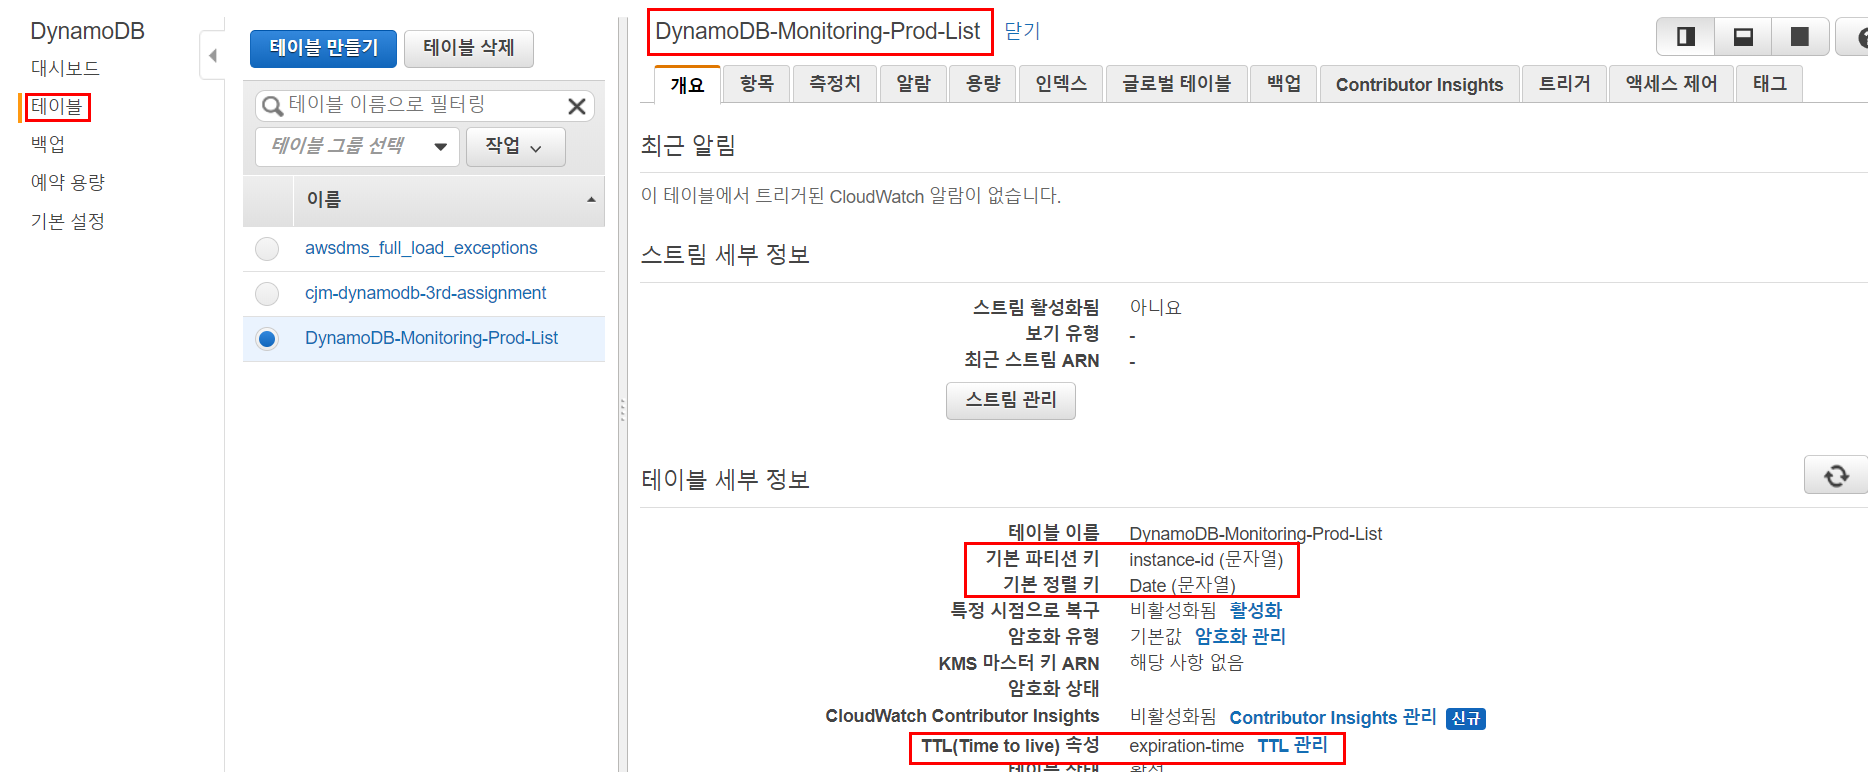 DynamoDB
대시보드
테이블
백업
예약 용량
기본 설정
테이블 만들기
테이블 삭제
테이블 이름으로 필터링
테이블 그룹 선택
작업
이름
awsdms_full_load_exceptions
cjm-dynamodb-3rd-assignment
DynamoDB-Monitoring-Prod-List
DynamoDB-Monitoring-Prod-List 닫기
개요 항목 측정치 알람 용량 인덱스 글로벌 테이블 백업 Contributor Insights 트리거 액세스 제어 태그
최근 알림
이 테이블에서 트리거된 CloudWatch 알람이 없습니다.
스트림 세부 정보
스트림 활성화됨 아니요
보기 유형 -
최근 스트림 ARN -
스트림 관리
테이블 세부 정보
테이블 이름 DynamoDB-Monitoring-Prod-List
기본 파티션 키 instance-id (문자열)
기본 정렬 키 Date (문자열)
특정 시점으로 복구 비활성화됨 활성화
암호화 유형 기본값 암호화 관리
KMS 마스터 키 ARN 해당 사항 없음
암호화 상태
CloudWatch Contributor Insights 비활성화됨 Contributor Insights 관리 신규
TTL(Time to live) 속성 expiration-time TTL 관리
테이블 상태 활성